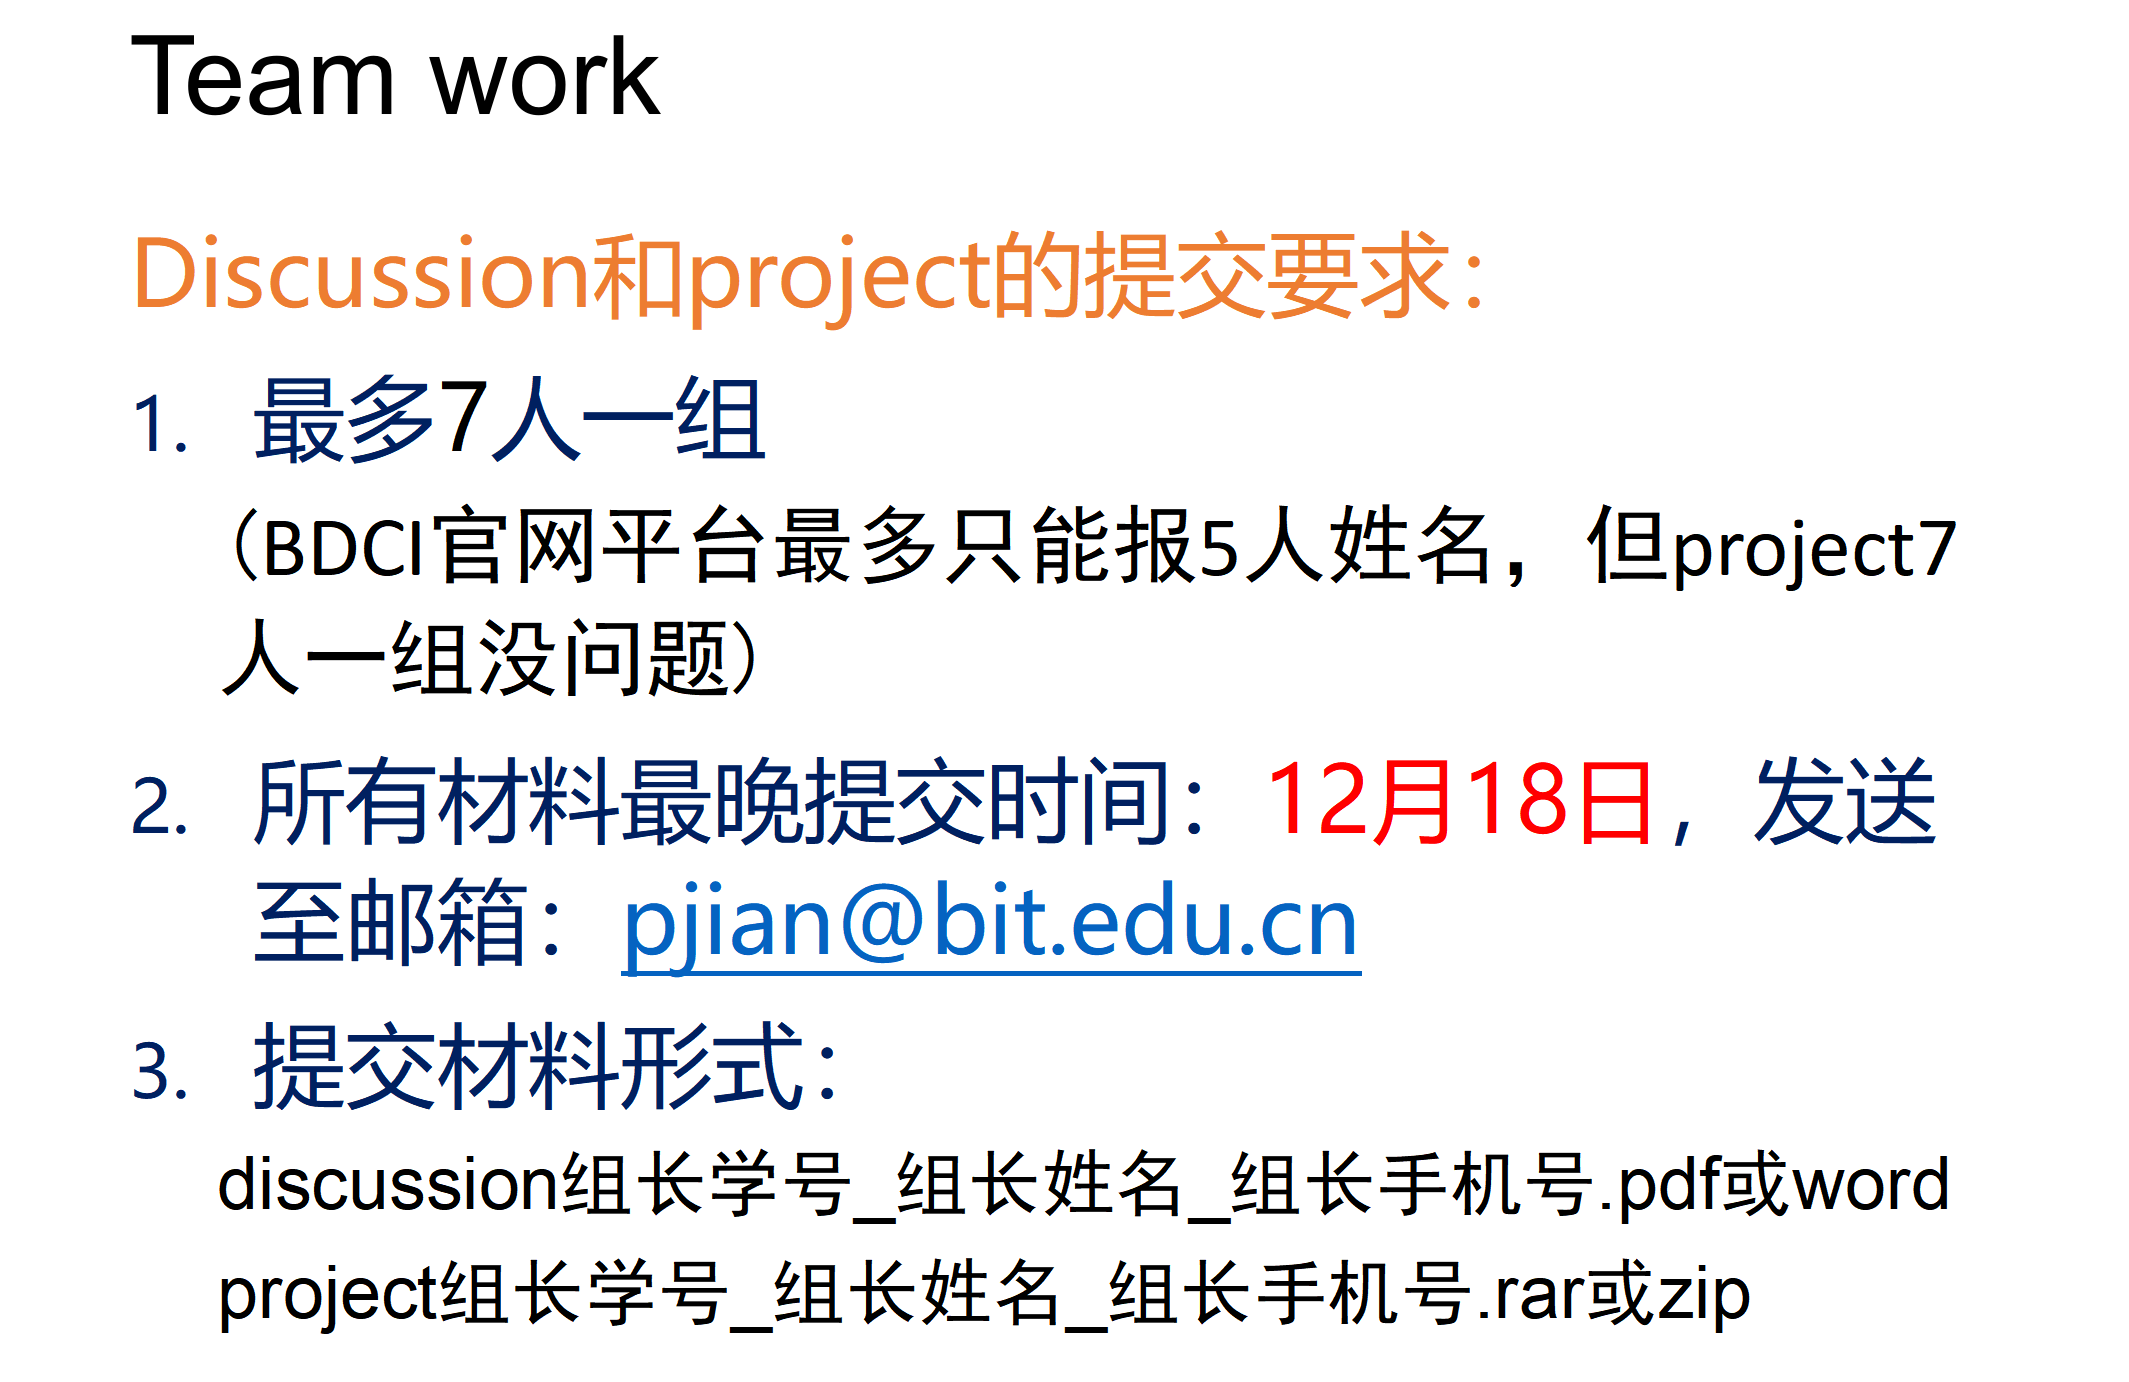 Team work
Discussion和project的提交要求：
1. 最多7人一组
（BDCI官网平台最多只能报5人姓名，但project7
人一组没问题）
2. 所有材料最晚提交时间：12月18日，发送
至邮箱：pjian@bit.edu.cn
3. 提交材料形式：
discussion组长学号_组长姓名_组长手机号.pdf或word
project组长学号_组长姓名_组长手机号.rar或zip